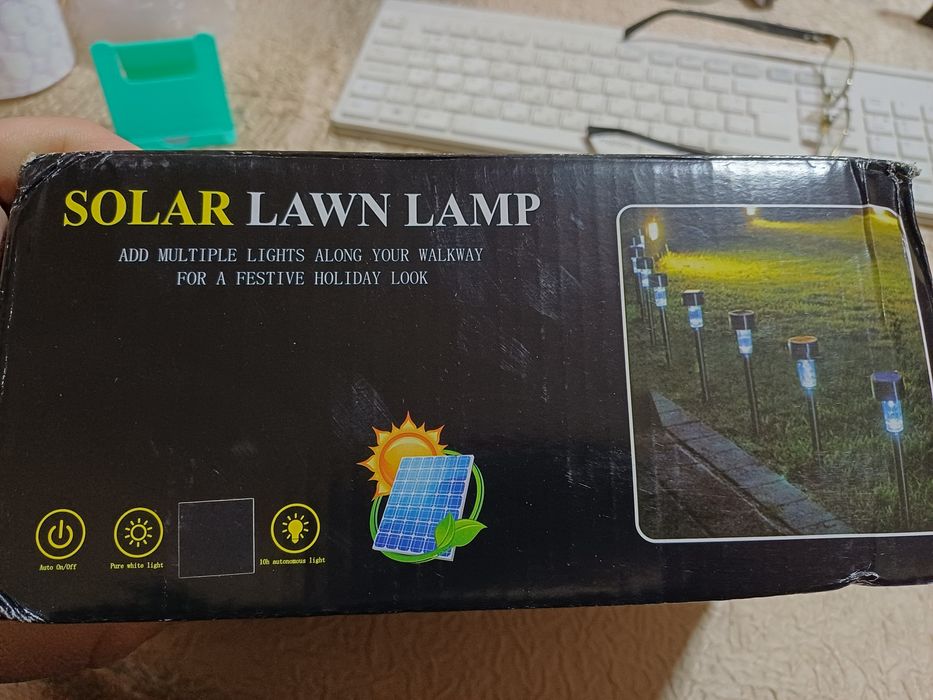 SOLAR LAWN LAMP
ADD MULTIPLE LIGHTS ALONG YOUR WALKWAY
FOR A FESTIVE HOLIDAY LOOK
Auto On/Off
Pure white light
10h autonomous light